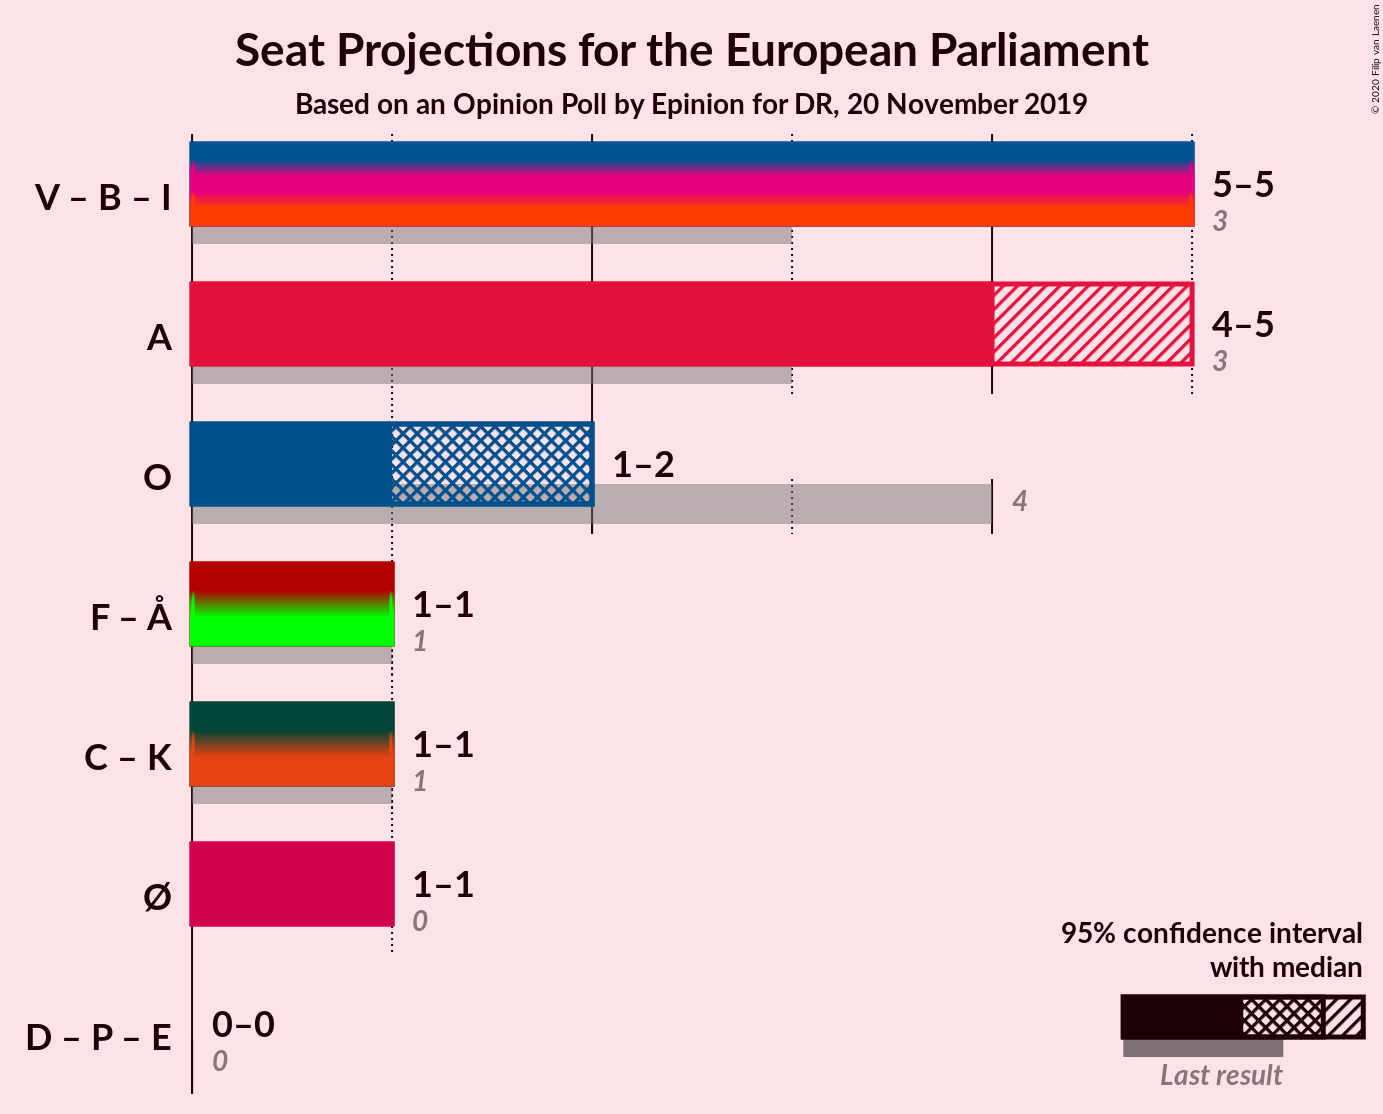 Seat Projections for the European Parliament
Based on an Opinion Poll by Epinion for DR, 20 November 2019
© 2020 Filip van Laenen
V – B – I
5–5
3
A
4–5
3
O
1–2
4
F – Å
1–1
1
C – K
1–1
1
Ø
1–1
0
D – P – E
0–0
0
95% confidence interval
with median
Last result